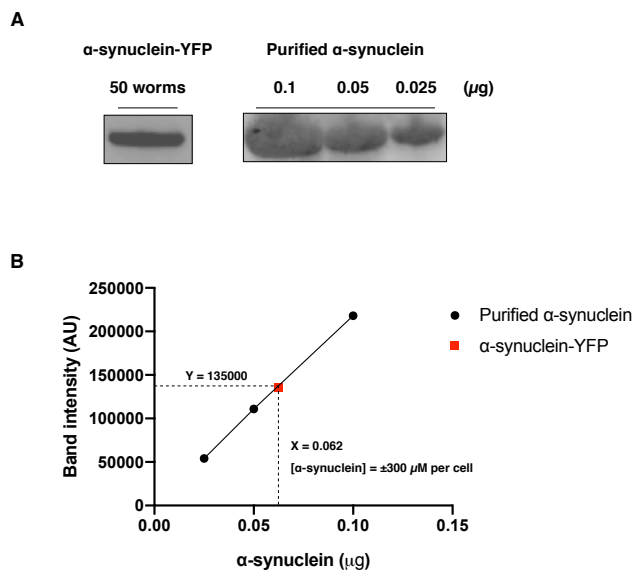 A
α-synuclein-YFP Purified α-synuclein
50 worms 0.1 0.05 0.025 (µg)
B
250000
200000
150000
100000
50000
0
Band intensity (AU)
Y = 135000
X = 0.062
[α-synuclein] = ±300 µM per cell
0.00 0.05 0.10 0.15
α-synuclein (μg)
Purified α-synuclein
α-synuclein-YFP